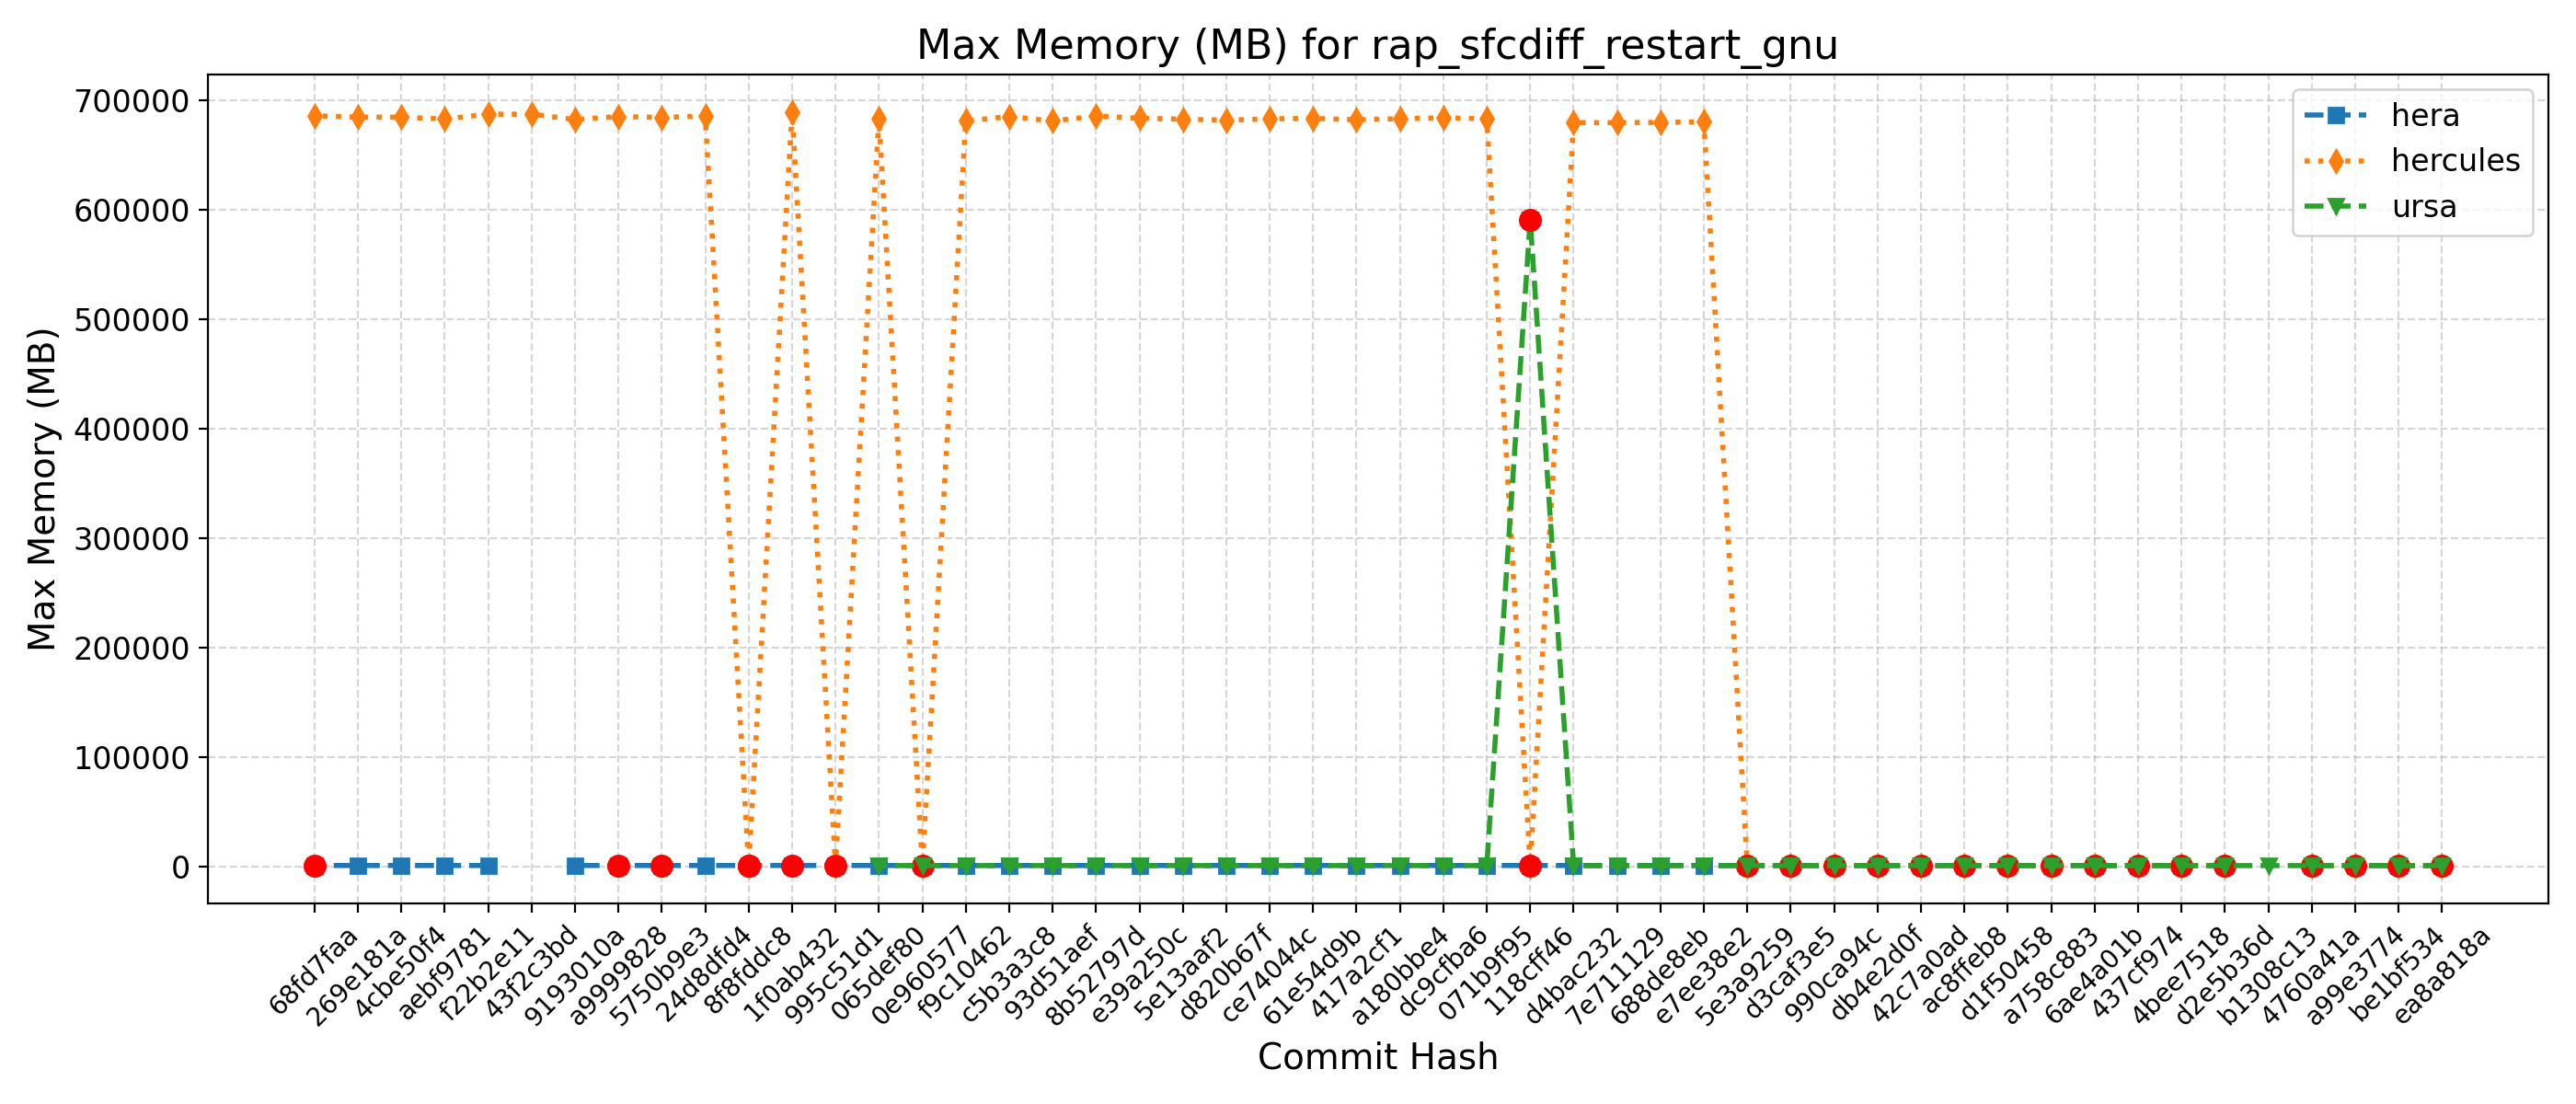 Max Memory (MB) for rap_sfcdiff_restart_gnu
Max Memory (MB)
700000
600000
500000
400000
300000
200000
100000
0
hera
hercules
ursa
68fd7faa
269e181a
4cbe50f4
aebf9781
f22b2e11
43f2c3bd
9193010a
a9999828
5750b9e3
24d8dfd4
8f8fddc8
1f0ab432
995c51d1
065def80
0e960577
f9c10462
c5b3a3c8
93d51aef
8b52797d
e39a250c
5e13aaf2
d820b67f
ce74044c
61e54d9b
417a2cf1
a180bbe4
dc9cfba6
071b9f95
118cff46
d4bac232
7e711129
688de8eb
e7ee38e2
5e3a9259
d3caf3e5
990ca94c
db4e2d0f
42c7a0ad
ac8ffeb8
d1f50458
a758c883
6ae4a01b
437cf974
4bee7518
d2e5b36d
b1308c13
4760a41a
a99e3774
be1bf534
ea8a818a
Commit Hash